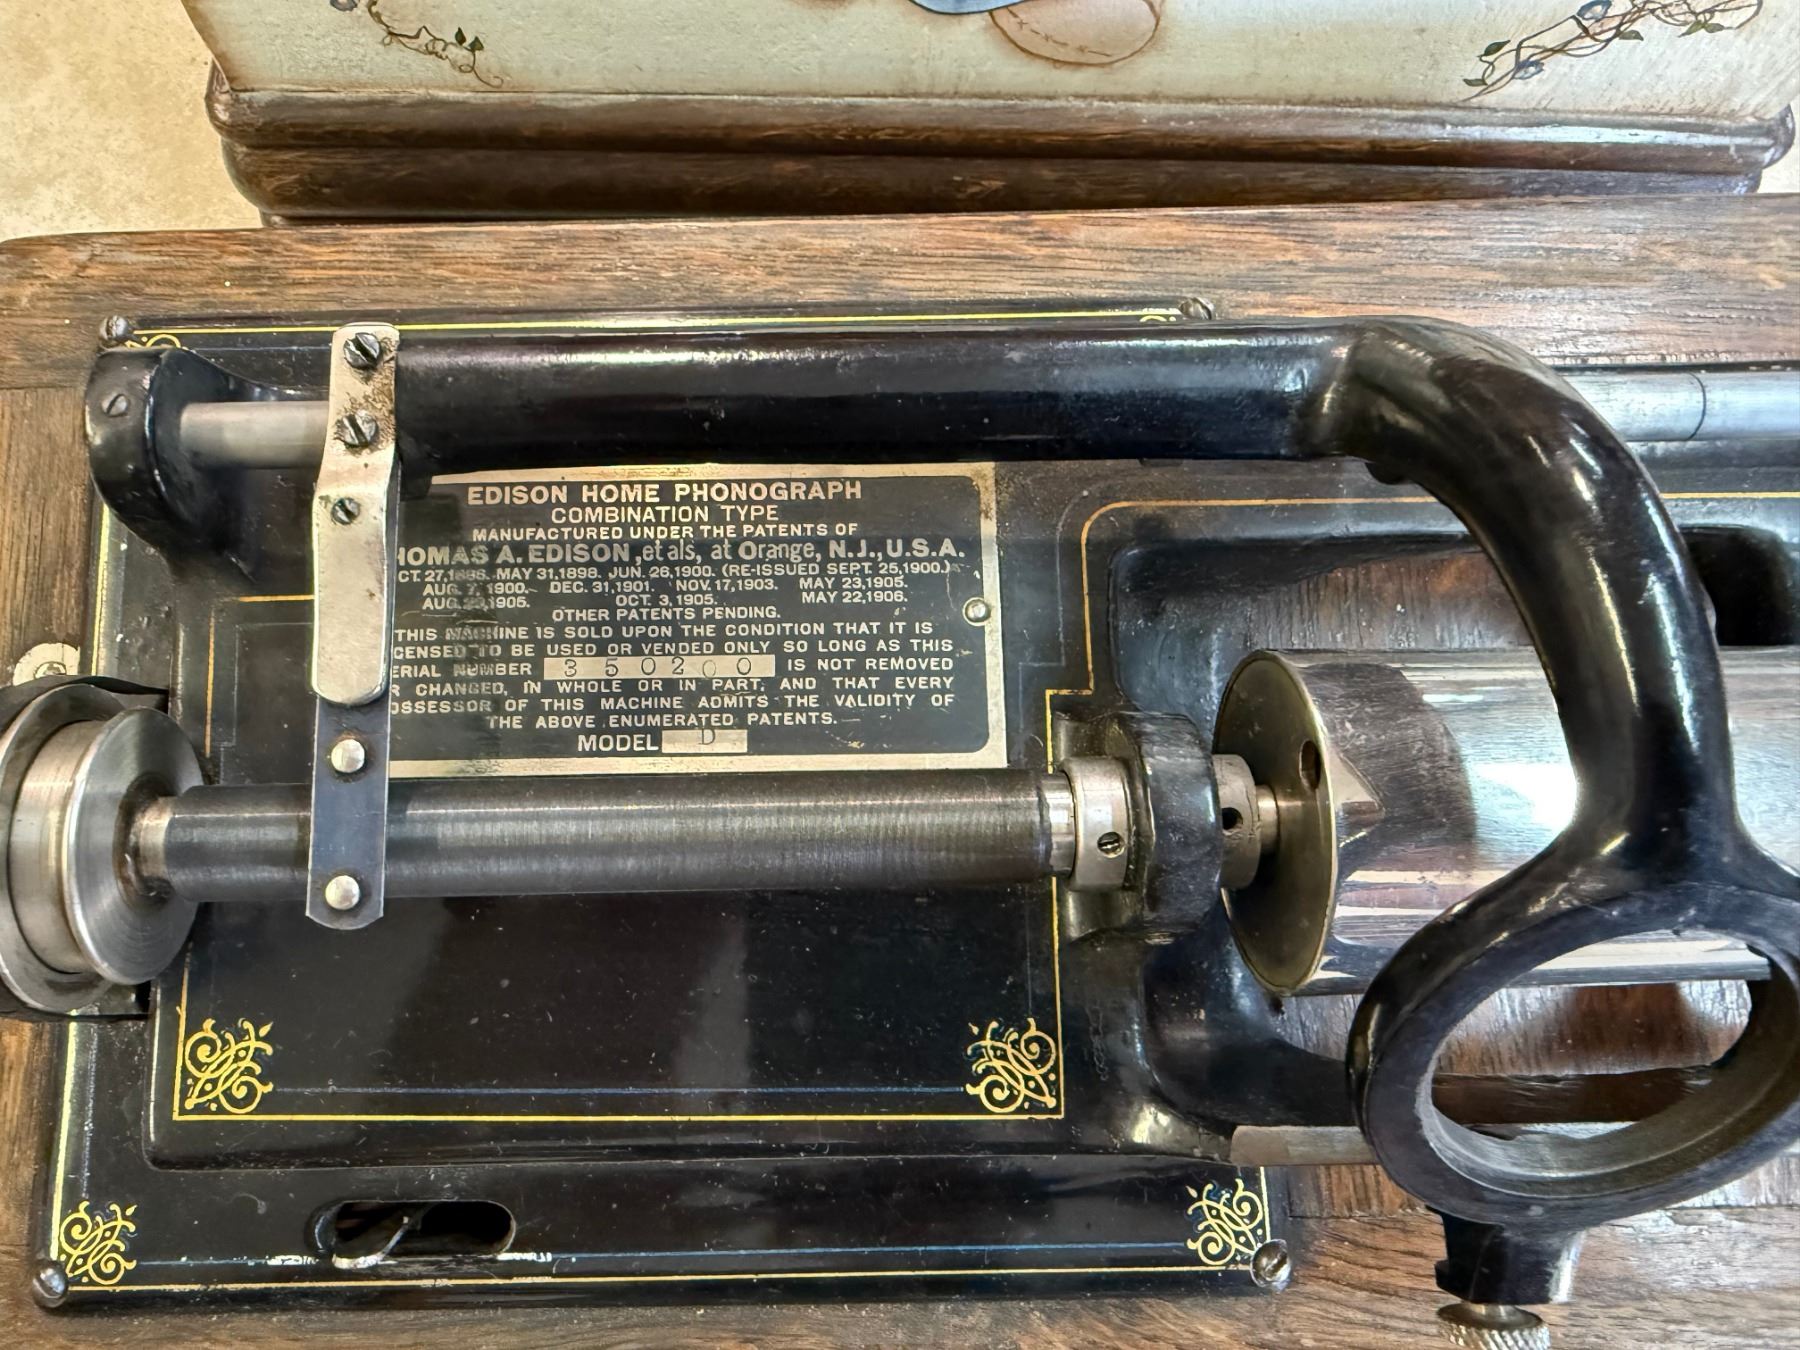 EDISON HOME PHONOGRAPH
COMBINATION TYPE
MANUFACTURED UNDER THE PATENTS OF
HOMAS A. EDISON, et als, at Orange, N.J., U.S.A.
CT. 27, MAY 31, 1898. JUN. 26, 1900. (RE-ISSUED SEPT. 25, 1900.)
AUG. 7, 1900. DEC. 31, 1901. NOV. 17, 1903. MAY 23, 1905.
AUG. 1905. OCT. 3, 1905. MAY 22, 1906.
OTHER PATENTS PENDING.
THIS MACHINE IS SOLD UPON THE CONDITION THAT IT IS
CENSED TO BE USED OR VENDED ONLY SO LONG AS THIS
ERIAL NUMBER 350200 IS NOT REMOVED
R CHANGED, IN WHOLE OR IN PART, AND THAT EVERY
OSSESSOR OF THIS MACHINE ADMITS THE VALIDITY OF
THE ABOVE ENUMERATED PATENTS.
MODEL D